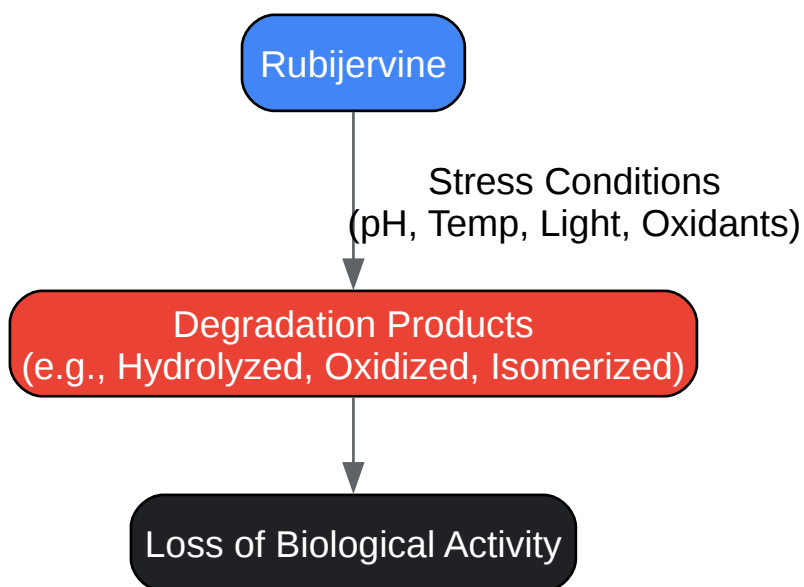 Rubijervine
Stress Conditions
(pH, Temp, Light, Oxidants)
Degradation Products
(e.g., Hydrolyzed, Oxidized, Isomerized)
Loss of Biological Activity